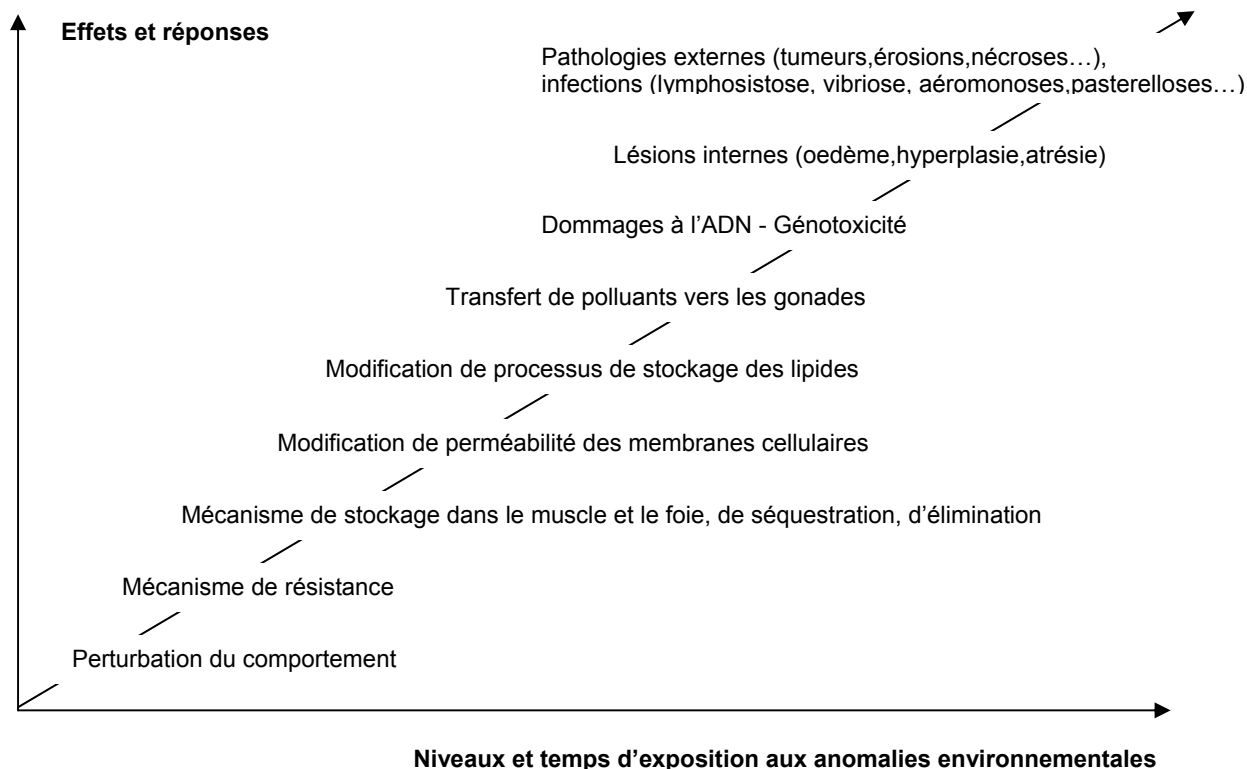 Effets et réponses
Pathologies externes (tumeurs,érosions,nécroses…),
infections (lymphosistose, vibriose, aéromonoses,pasterelloses…)
Lésions internes (oedème,hyperplasie,atrésie)
Dommages à l’ADN - Génotoxicité
Transfert de polluants vers les gonades
Modification de processus de stockage des lipides
Modification de perméabilité des membranes cellulaires
Mécanisme de stockage dans le muscle et le foie, de séquestration, d’élimination
Mécanisme de résistance
Perturbation du comportement
Niveaux et temps d’exposition aux anomalies environnementales